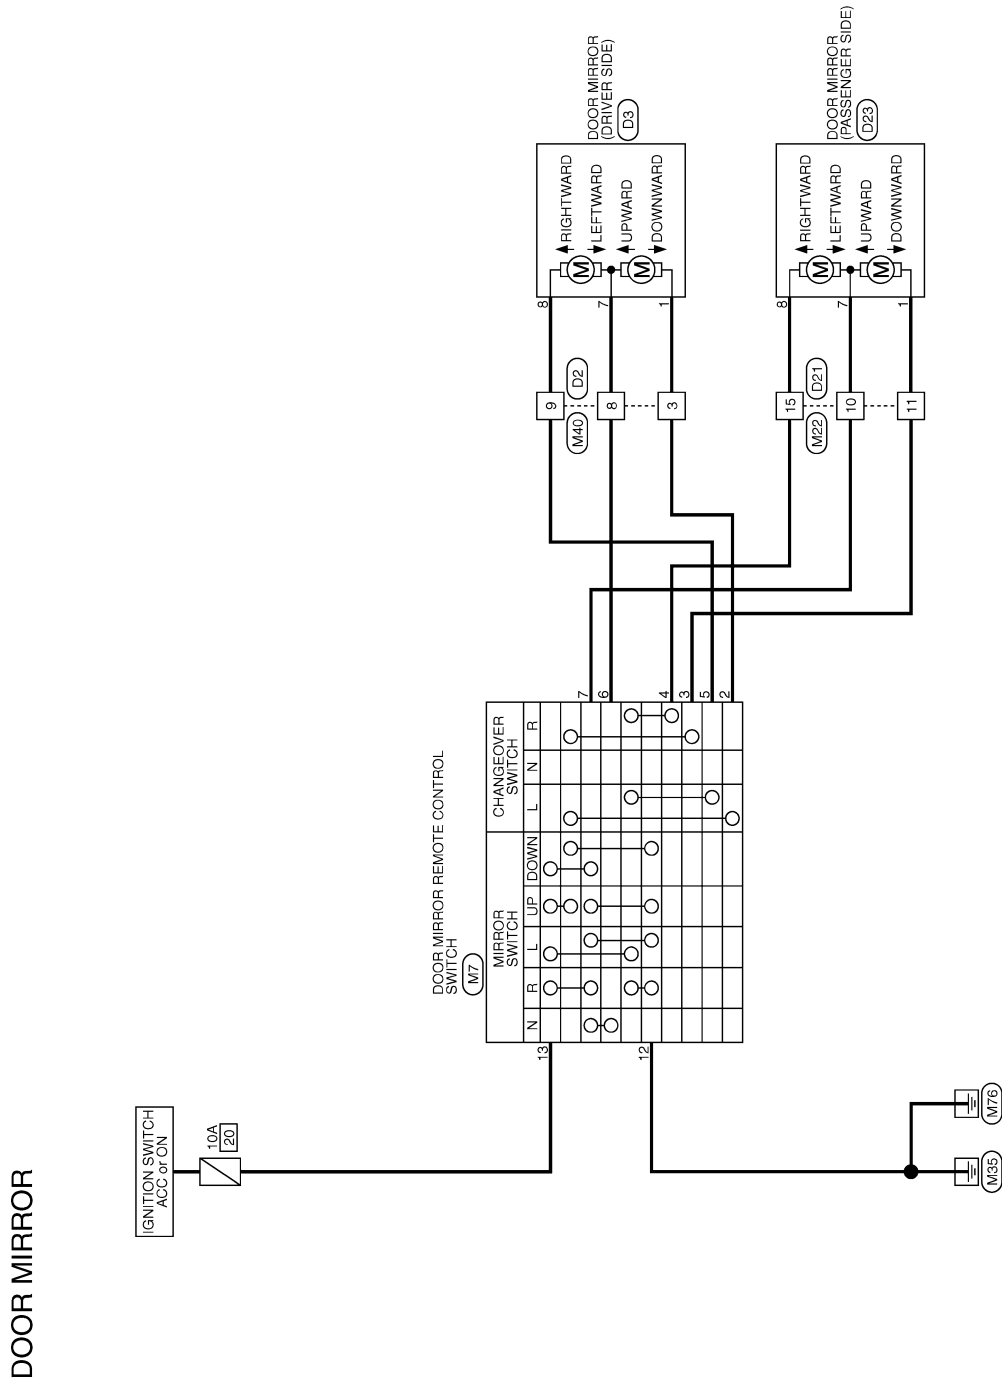 DOOR MIRROR
IGNITION SWITCH
ACC or ON
10A
20
DOOR MIRROR REMOTE CONTROL
SWITCH
M7
MIRROR
SWITCH
CHANGEOVER
SWITCH
N
R
L
UP
DOWN
L
N
R
13
12
7
6
4
3
5
2
M35
M76
9
8
3
M40
D2
15
10
11
M22
D21
8
7
1
M
M
RIGHTWARD
LEFTWARD
UPWARD
DOWNWARD
DOOR MIRROR
(DRIVER SIDE)
D3
8
7
1
M
M
RIGHTWARD
LEFTWARD
UPWARD
DOWNWARD
DOOR MIRROR
(PASSENGER SIDE)
D23